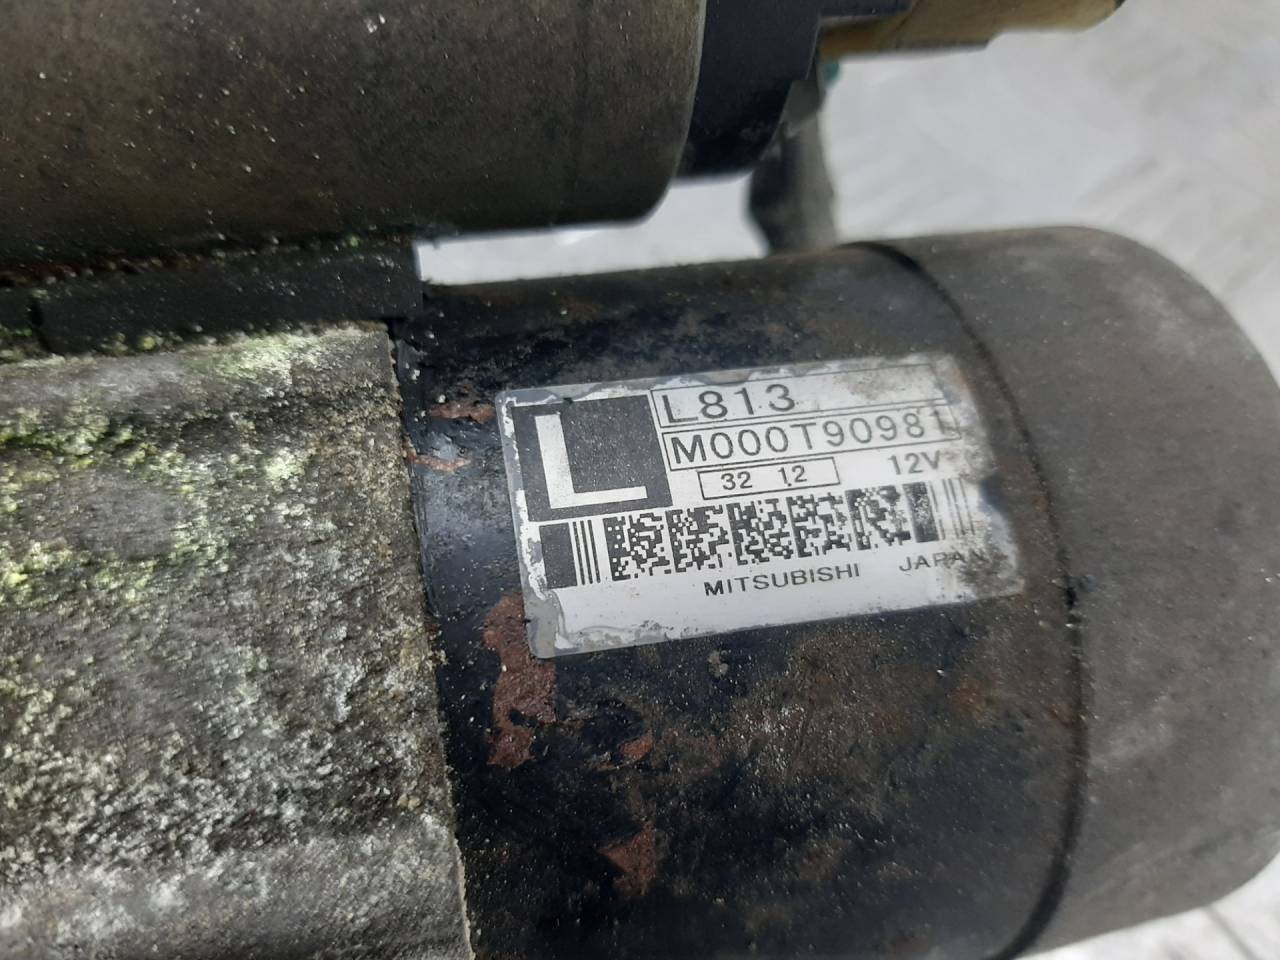 L
L813
M000T90981
32 12 12V
MITSUBISHI JAPAN